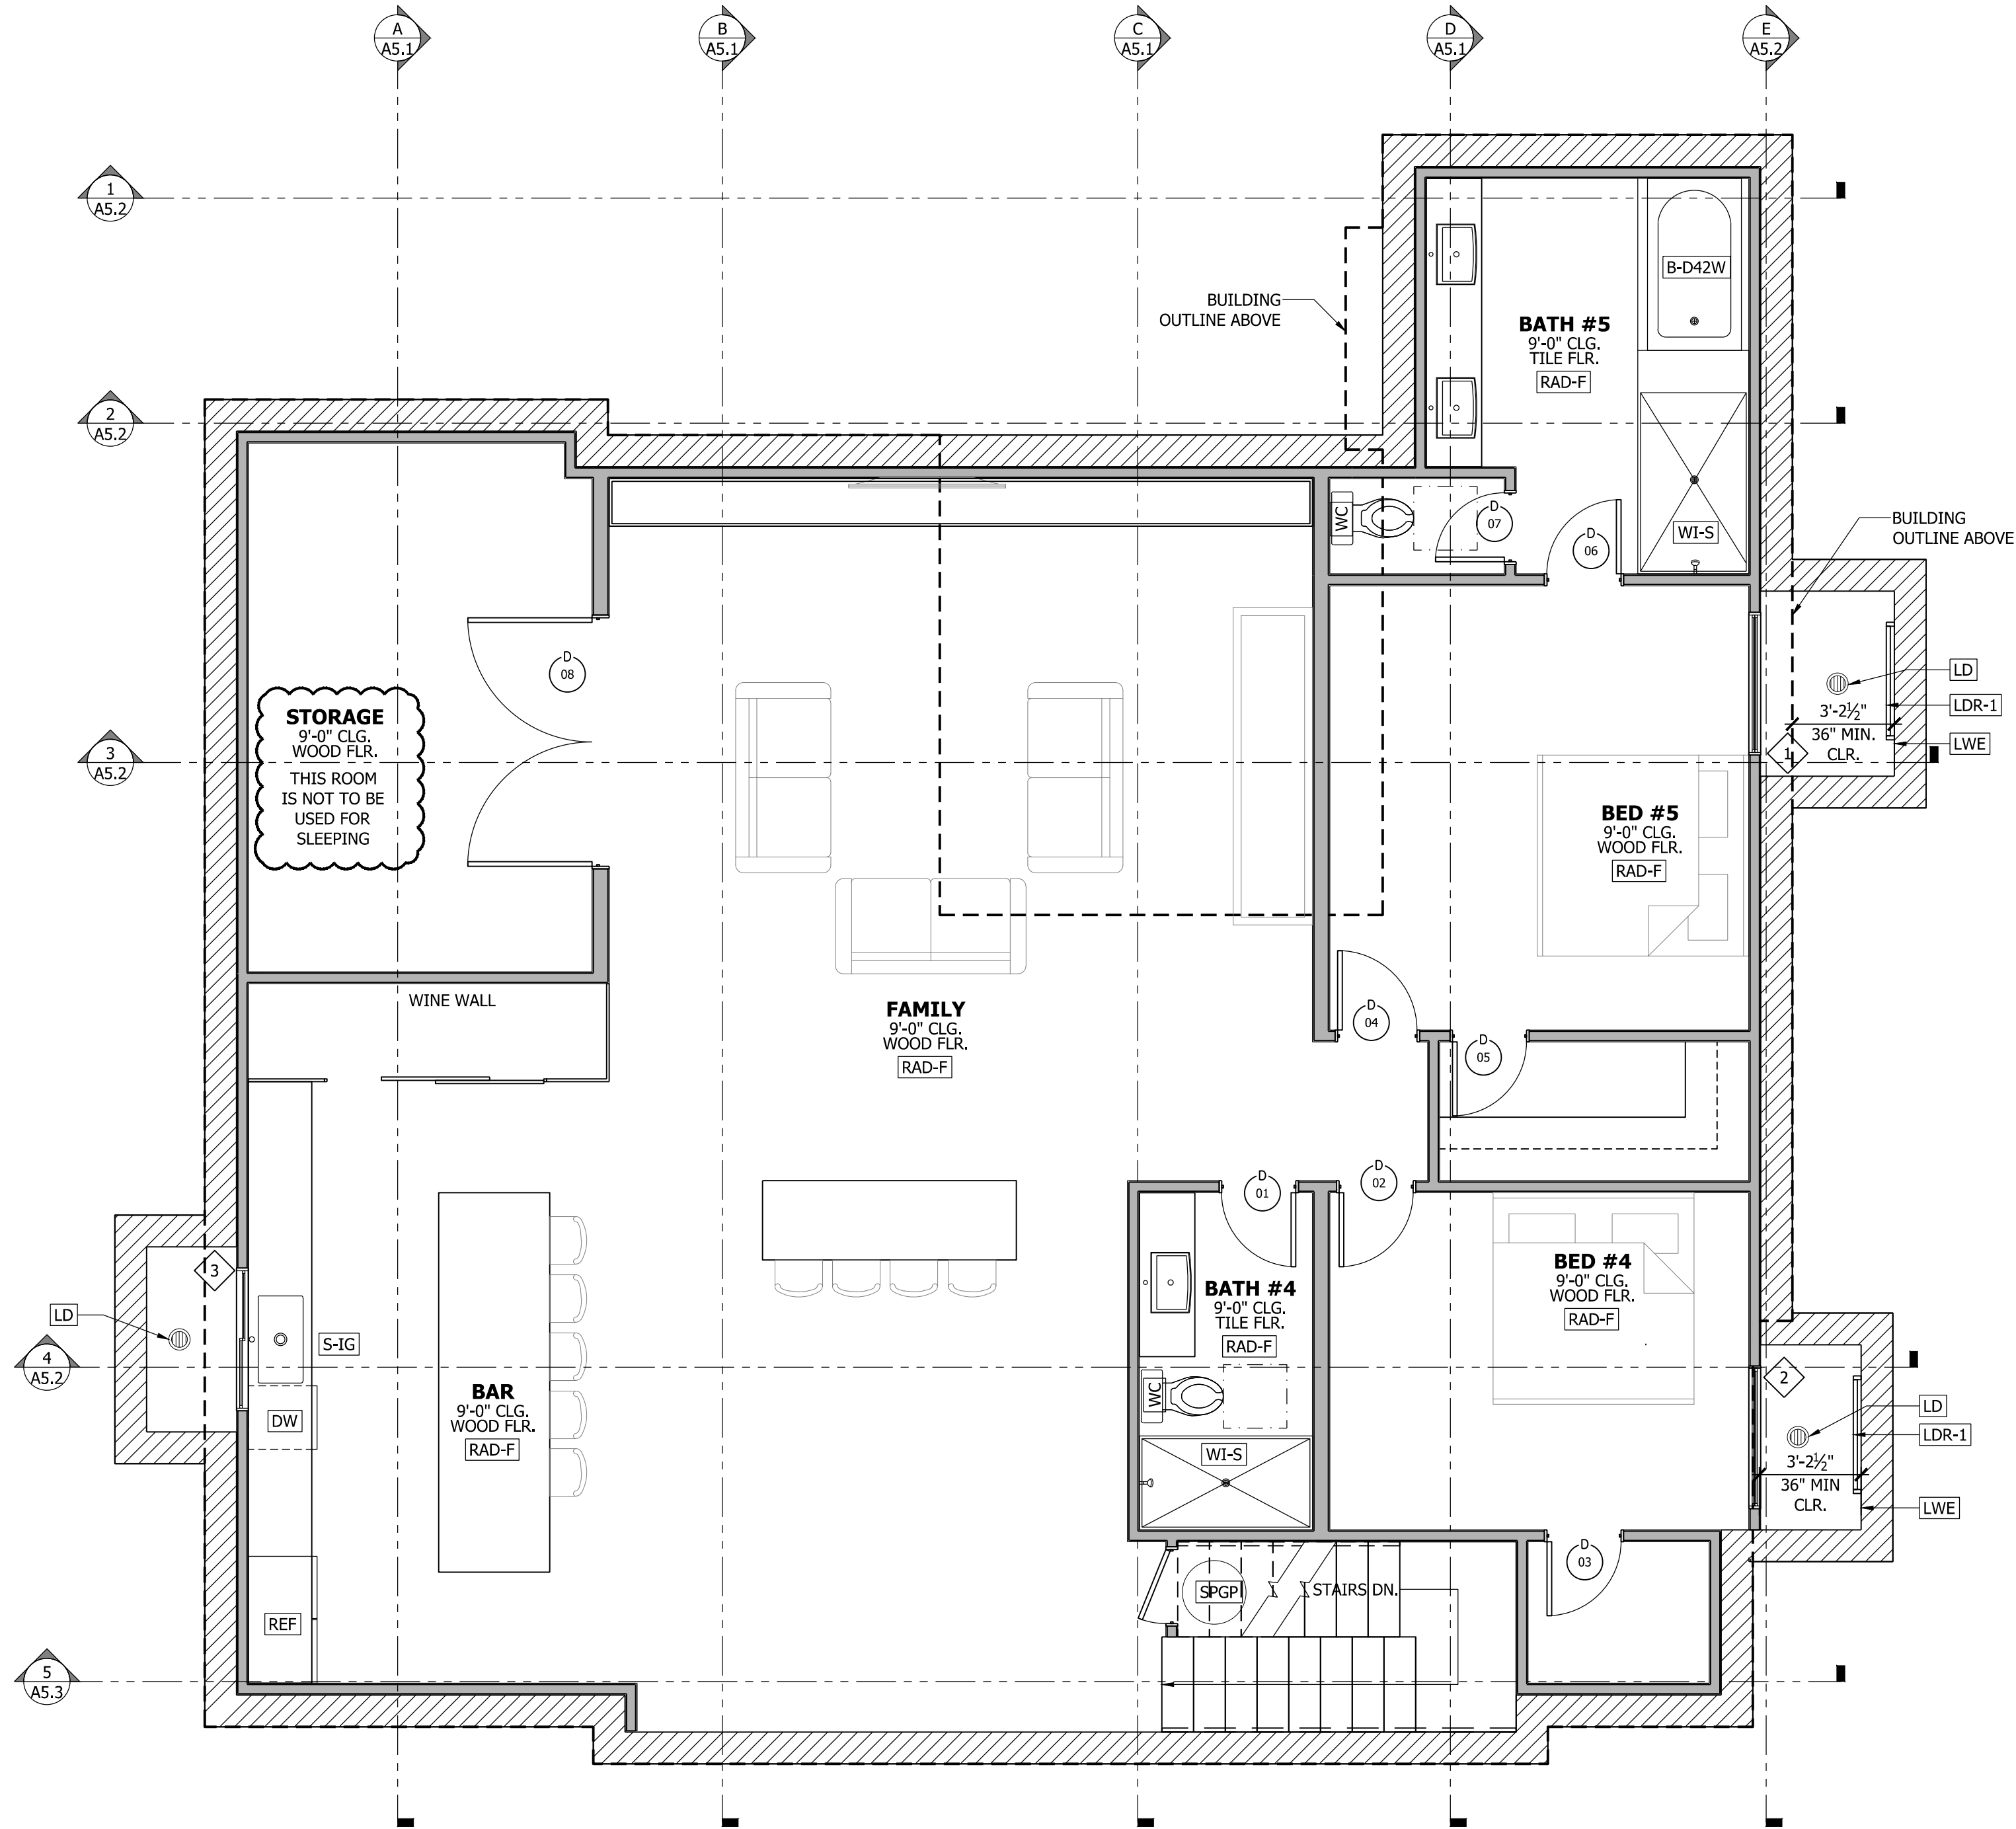 A
A5.1
B
A5.1
C
A5.1
D
A5.1
E
A5.2
1
A5.2
2
A5.2
3
A5.2
4
A5.2
5
A5.3
BUILDING
OUTLINE ABOVE
B-D42W
BATH #5
9'-0" CLG.
TILE FLR.
RAD-F
WC
D
07
D
06
WI-S
BUILDING
OUTLINE ABOVE
D
08
STORAGE
9'-0" CLG.
WOOD FLR.
THIS ROOM
IS NOT TO BE
USED FOR
SLEEPING
LD
LDR-1
LWE
3'-2½"
36" MIN.
CLR.
1
BED #5
9'-0" CLG.
WOOD FLR.
RAD-F
WINE WALL
FAMILY
9'-0" CLG.
WOOD FLR.
RAD-F
D
04
D
05
D
01
D
02
3
LD
S-IG
DW
BAR
9'-0" CLG.
WOOD FLR.
RAD-F
REF
BATH #4
9'-0" CLG.
TILE FLR.
RAD-F
WC
WI-S
BED #4
9'-0" CLG.
WOOD FLR.
RAD-F
2
LD
LDR-1
3'-2½"
36" MIN
CLR.
LWE
D
03
SPGP
STAIRS DN.